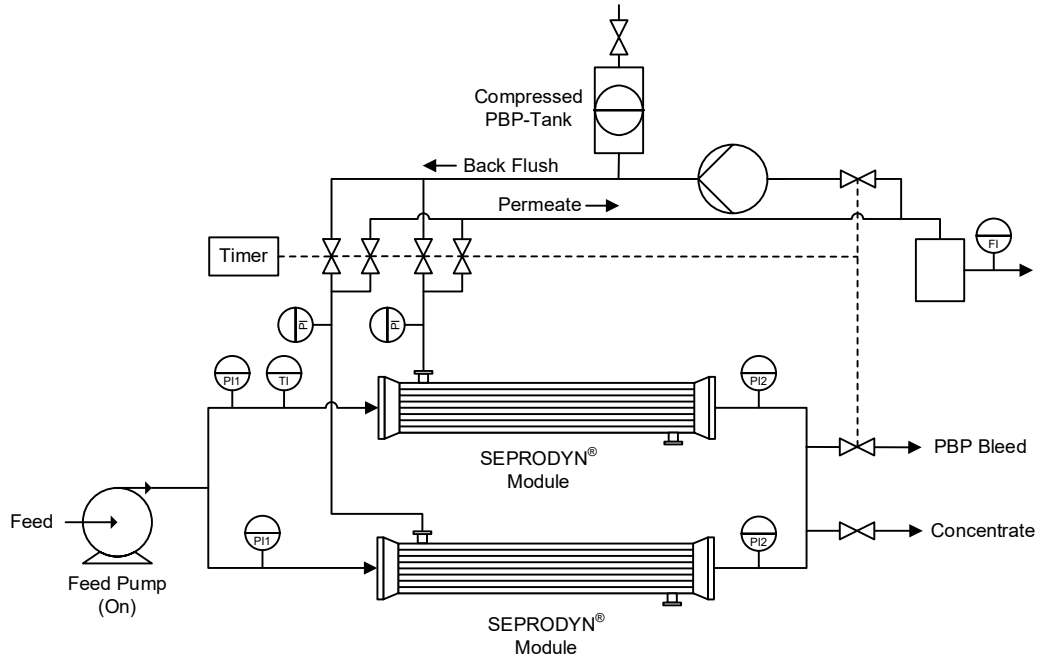 Compressed
PBP-Tank
Back Flush
Permeate
Timer
FI
PI
PI
PI1
TI
PI2
SEPRODYN®
Module
PBP Bleed
Feed
PI1
PI2
Concentrate
Feed Pump
(On)
SEPRODYN®
Module